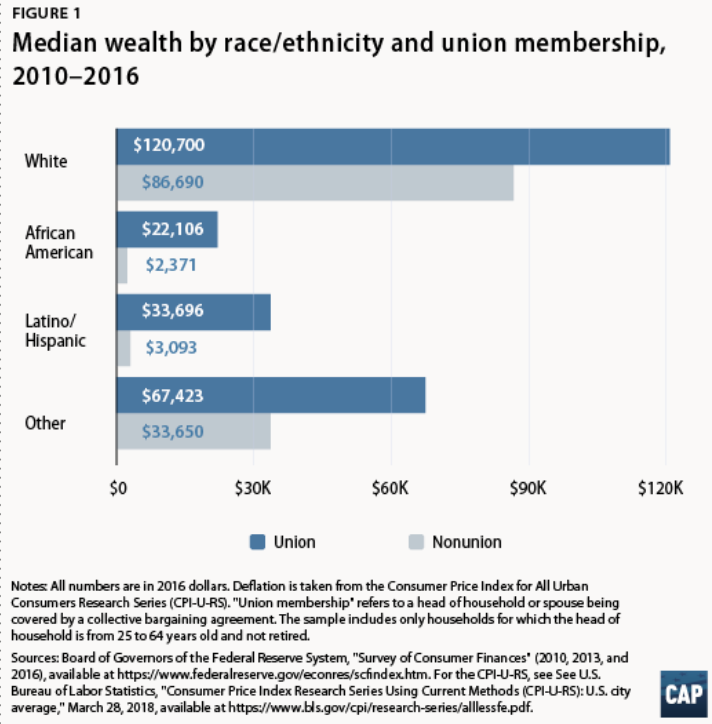 FIGURE 1
Median wealth by race/ethnicity and union membership,
2010–2016
White
$120,700
$86,690
African
American
$22,106
$2,371
Latino/
Hispanic
$33,696
$3,093
Other
$67,423
$33,650
$0 $30K $60K $90K $120K
Union Nonunion
Notes: All numbers are in 2016 dollars. Deflation is taken from the Consumer Price Index for All Urban
Consumers Research Series (CPI-U-RS). "Union membership" refers to a head of household or spouse being
covered by a collective bargaining agreement. The sample includes only households for which the head of
household is from 25 to 64 years old and not retired.
Sources: Board of Governors of the Federal Reserve System, "Survey of Consumer Finances" (2010, 2013, and
2016), available at https://www.federalreserve.gov/econres/scfindex.htm. For the CPI-U-RS, see See U.S.
Bureau of Labor Statistics, "Consumer Price Index Research Series Using Current Methods (CPI-U-RS): U.S. city
average," March 28, 2018, available at https://www.bls.gov/cpi/research-series/alllessfe.pdf.
CAP